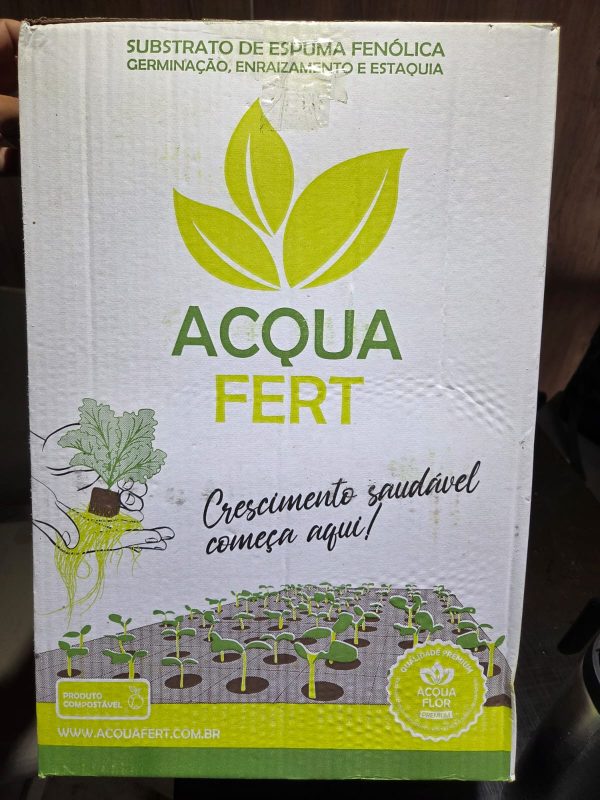 SUBSTRATO DE ESPUMA FENÓLICA
GERMINAÇÃO, ENRAIZAMENTO E ESTAQUIA
ACQUA
FERT
Crescimento saudável
começa aqui!
QUALIDADE PREMIUM
ACQUA
FLOR
PREMIUM
PRODUTO
COMPOSTÁVEL
WWW.ACQUAFERT.COM.BR